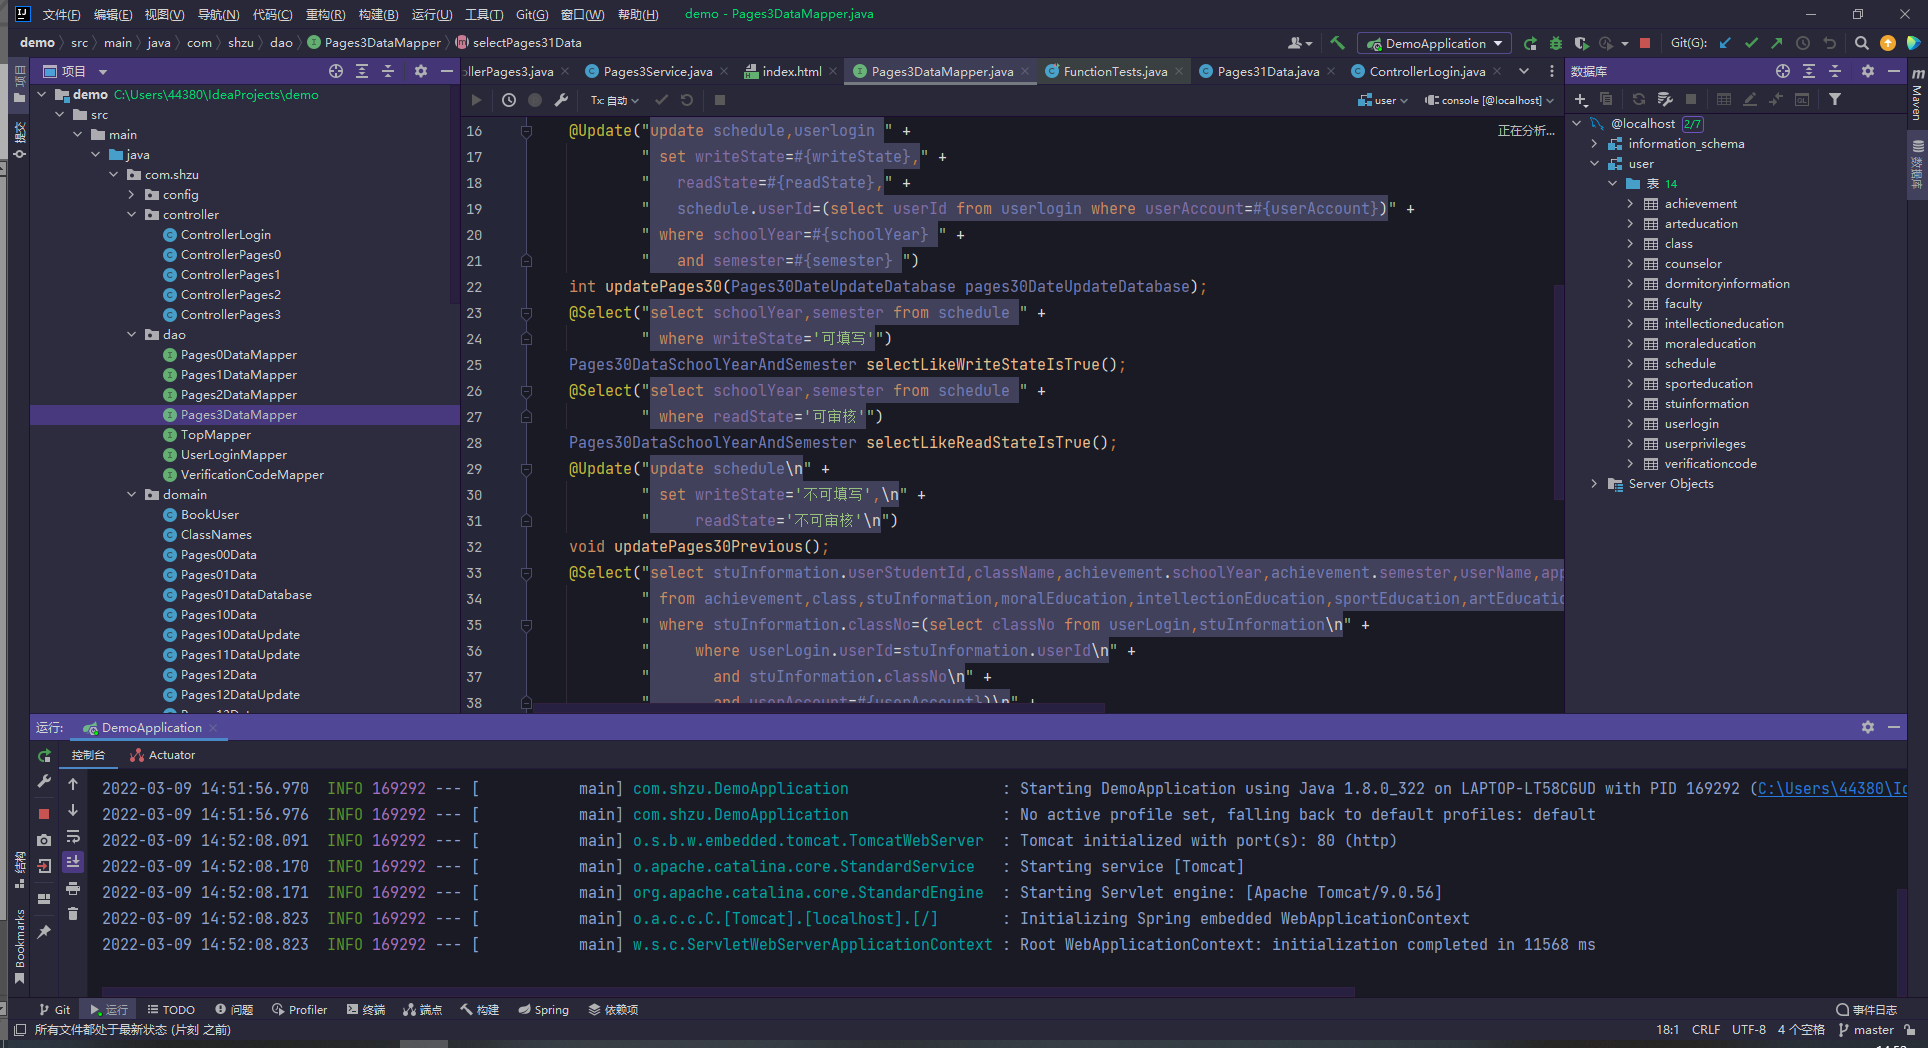 文件(F) 编辑(E) 视图(V) 导航(N) 代码(C) 重构(R) 构建(B) 运行(U) 工具(T) Git(G) 窗口(W) 帮助(H) demo - Pages3DataMapper.java
demo src main java com shzu dao Pages3DataMapper selectPages31Data DemoApplication Git(G):
项目
ollerPages3.java Pages3Service.java index.html Pages3DataMapper.java FunctionTests.java Pages31Data.java ControllerLogin.java
数据库
Tx: 自动 user console [@localhost]
正在分析...
项目
提交
结构
Bookmarks
Maven
数据库
demo C:\Users\44380\IdeaProjects\demo
src
main
java
com.shzu
config
controller
ControllerLogin
ControllerPages0
ControllerPages1
ControllerPages2
ControllerPages3
dao
Pages0DataMapper
Pages1DataMapper
Pages2DataMapper
Pages3DataMapper
TopMapper
UserLoginMapper
VerificationCodeMapper
domain
BookUser
ClassNames
Pages00Data
Pages01Data
Pages01DataDatabase
Pages10Data
Pages10DataUpdate
Pages11DataUpdate
Pages12Data
Pages12DataUpdate
16 @Update("update schedule,userlogin " +
17 " set writeState=#{writeState}," +
18 "   readState=#{readState}," +
19 "   schedule.userId=(select userId from userlogin where userAccount=#{userAccount})" +
20 " where schoolYear=#{schoolYear} " +
21 "   and semester=#{semester} ")
22 int updatePages30(Pages30DateUpdateDatabase pages30DateUpdateDatabase);
23 @Select("select schoolYear,semester from schedule " +
24 " where writeState='可填写'")
25 Pages30DataSchoolYearAndSemester selectLikeWriteStateIsTrue();
26 @Select("select schoolYear,semester from schedule " +
27 " where readState='可审核'")
28 Pages30DataSchoolYearAndSemester selectLikeReadStateIsTrue();
29 @Update("update schedule\n" +
30 " set writeState='不可填写',\n" +
31 "     readState='不可审核'\n")
32 void updatePages30Previous();
33 @Select("select stuInformation.userStudentId,className,achievement.schoolYear,achievement.semester,userName,app
34 " from achievement,class,stuInformation,moralEducation,intellectionEducation,sportEducation,artEducatio
35 " where stuInformation.classNo=(select classNo from userLogin,stuInformation\n" +
36 "     where userLogin.userId=stuInformation.userId\n" +
37 "       and stuInformation.classNo\n" +
38 "       and userAccount=#{userAccount})\n" +
@localhost 2/7
information_schema
user
表 14
achievement
arteducation
class
counselor
dormitoryinformation
faculty
intellectioneducation
moraleducation
schedule
sporteducation
stuinformation
userlogin
userprivileges
verificationcode
Server Objects
运行: DemoApplication
控制台 Actuator
2022-03-09 14:51:56.970  INFO 169292 --- [           main] com.shzu.DemoApplication                 : Starting DemoApplication using Java 1.8.0_322 on LAPTOP-LT58CGUD with PID 169292 (C:\Users\44380\Id
2022-03-09 14:51:56.976  INFO 169292 --- [           main] com.shzu.DemoApplication                 : No active profile set, falling back to default profiles: default
2022-03-09 14:52:08.091  INFO 169292 --- [           main] o.s.b.w.embedded.tomcat.TomcatWebServer  : Tomcat initialized with port(s): 80 (http)
2022-03-09 14:52:08.170  INFO 169292 --- [           main] o.apache.catalina.core.StandardService   : Starting service [Tomcat]
2022-03-09 14:52:08.171  INFO 169292 --- [           main] org.apache.catalina.core.StandardEngine  : Starting Servlet engine: [Apache Tomcat/9.0.56]
2022-03-09 14:52:08.823  INFO 169292 --- [           main] o.a.c.c.C.[Tomcat].[localhost].[/]       : Initializing Spring embedded WebApplicationContext
2022-03-09 14:52:08.823  INFO 169292 --- [           main] w.s.c.ServletWebServerApplicationContext : Root WebApplicationContext: initialization completed in 11568 ms
Git 运行 TODO 问题 Profiler 终端 端点 构建 Spring 依赖项 事件日志
所有文件都处于最新状态 (片刻 之前) 18:1 CRLF UTF-8 4 个空格 master